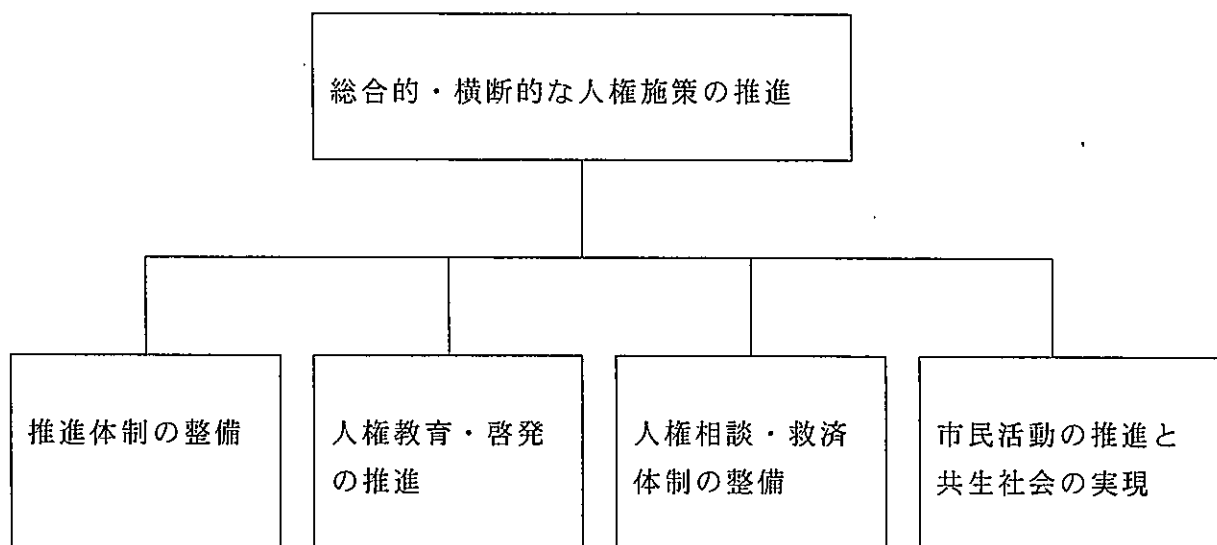 総合的・横断的な人権施策の推進
推進体制の整備
人権教育・啓発
の推進
人権相談・救済
体制の整備
市民活動の推進と
共生社会の実現